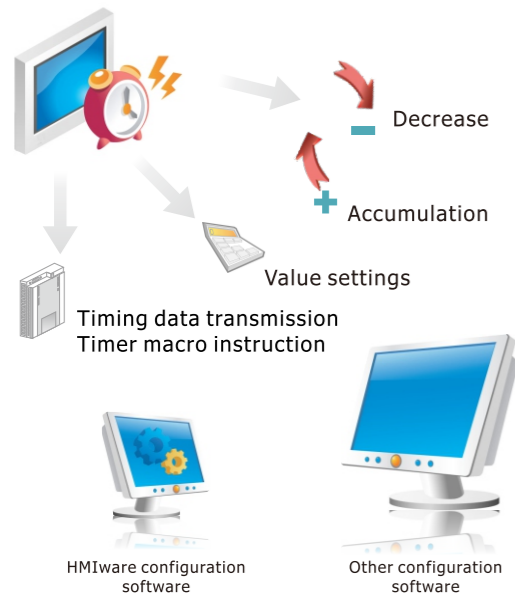 Decrease
Accumulation
Value settings
Timing data transmission
Timer macro instruction
HMIware configuration
software
Other configuration
software